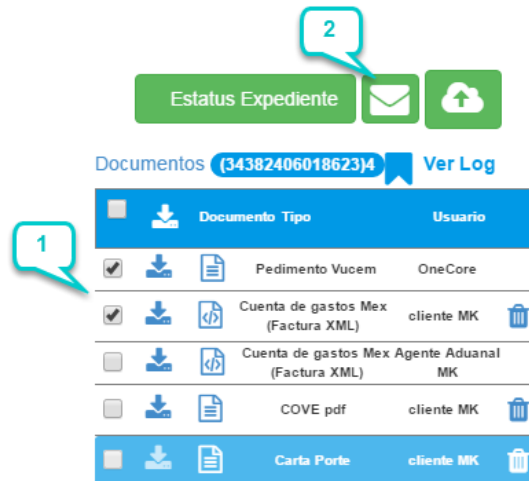 2
Estatus Expediente
Documentos (34382406018623)4 Ver Log
Documento Tipo Usuario
1
Pedimento Vucem OneCore
Cuenta de gastos Mex
(Factura XML) cliente MK
Cuenta de gastos Mex Agente Aduanal
(Factura XML) MK
COVE pdf cliente MK
Carta Porte cliente MK